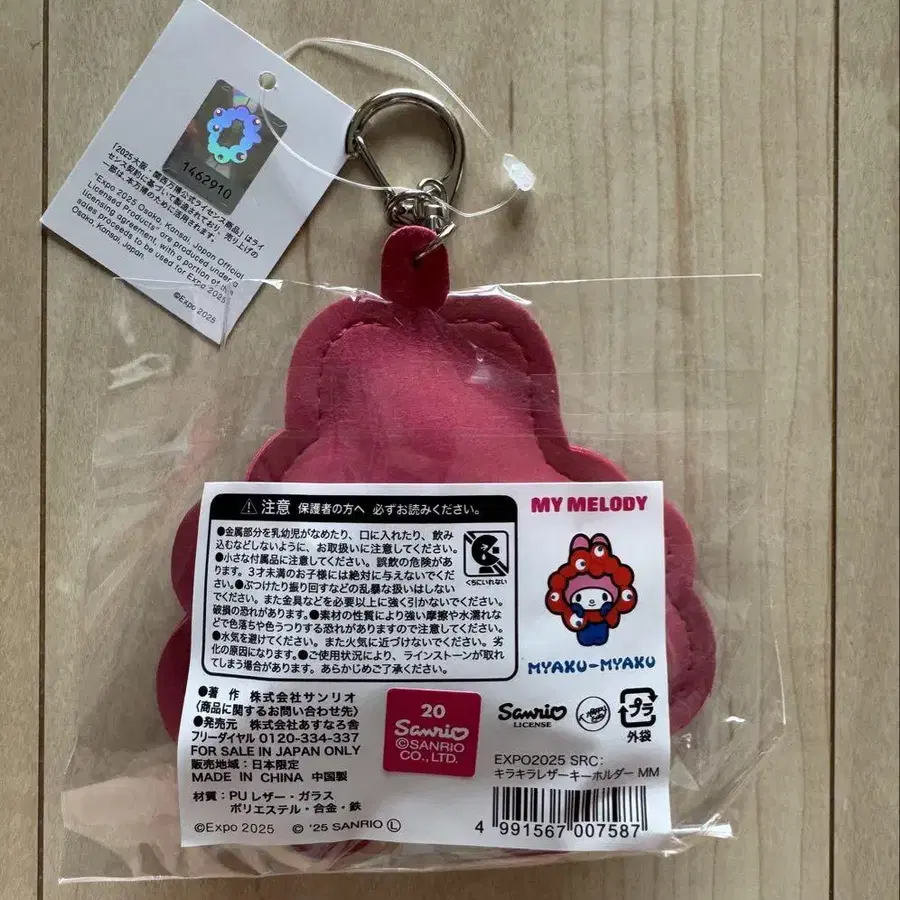 1462910
「2025大阪・関西万博公式ライセンス商品」はライ
センス契約に基づいて製造されており、売り上げの
一部は、本万博のために活用されます。
"Expo 2025 Osaka, Kansai, Japan Official
Licensed Products" are produced under a
licensing agreement, with a portion of the
sales proceeds to be used for Expo 2025
Osaka, Kansai, Japan.
©Expo 2025
注意 保護者の方へ 必ずお読みください。
●金属部分を乳幼児がなめたり、口に入れたり、飲み
込むなどしないように、お取扱いに注意してください。
●小さな付属品に注意してください。誤飲の危険があ
ります。3才未満のお子様には絶対に与えないでくだ
さい。●ぶつけたり振り回すなどの乱暴な扱いはしない
でください。また金具などを必要以上に強く引かないでください。
破損の恐れがあります。●素材の性質により強い摩擦や水濡れな
どで色落ちや色うつりする恐れがありますので注意してください。
●水気を避けてください。また火気に近づけないでください。劣
化の原因になります。●ご使用状況により、ラインストーンが取れ
てしまう場合があります。あらかじめご了承ください。
くちにいれない
MY MELODY
MYAKU-MYAKU
●著 作 株式会社サンリオ
〈商品に関するお問い合わせ先〉
●発売元 株式会社あすなろ舎
フリーダイヤル 0120-334-337
FOR SALE IN JAPAN ONLY
販売地域：日本限定
MADE IN CHINA 中国製
材質：PUレザー・ガラス
ポリエステル・合金・鉄
©Expo 2025 © '25 SANRIO Ⓛ
20
Sanrio
©SANRIO
CO., LTD.
Sanrio
LICENSE
プラ
外袋
EXPO2025 SRC:
キラキラレザーキーホルダー MM
4 991567 007587